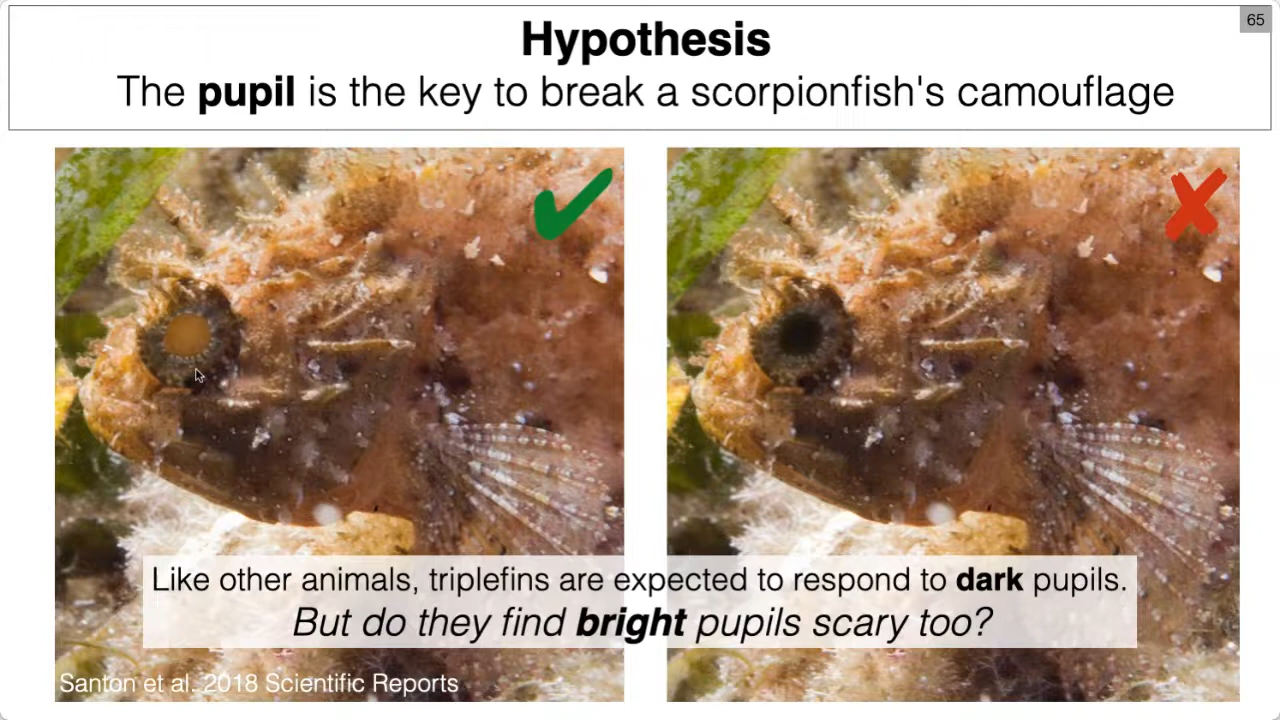 65
Hypothesis
The pupil is the key to break a scorpionfish's camouflage
Like other animals, triplefins are expected to respond to dark pupils.
But do they find bright pupils scary too?
Santon et al. 2018 Scientific Reports